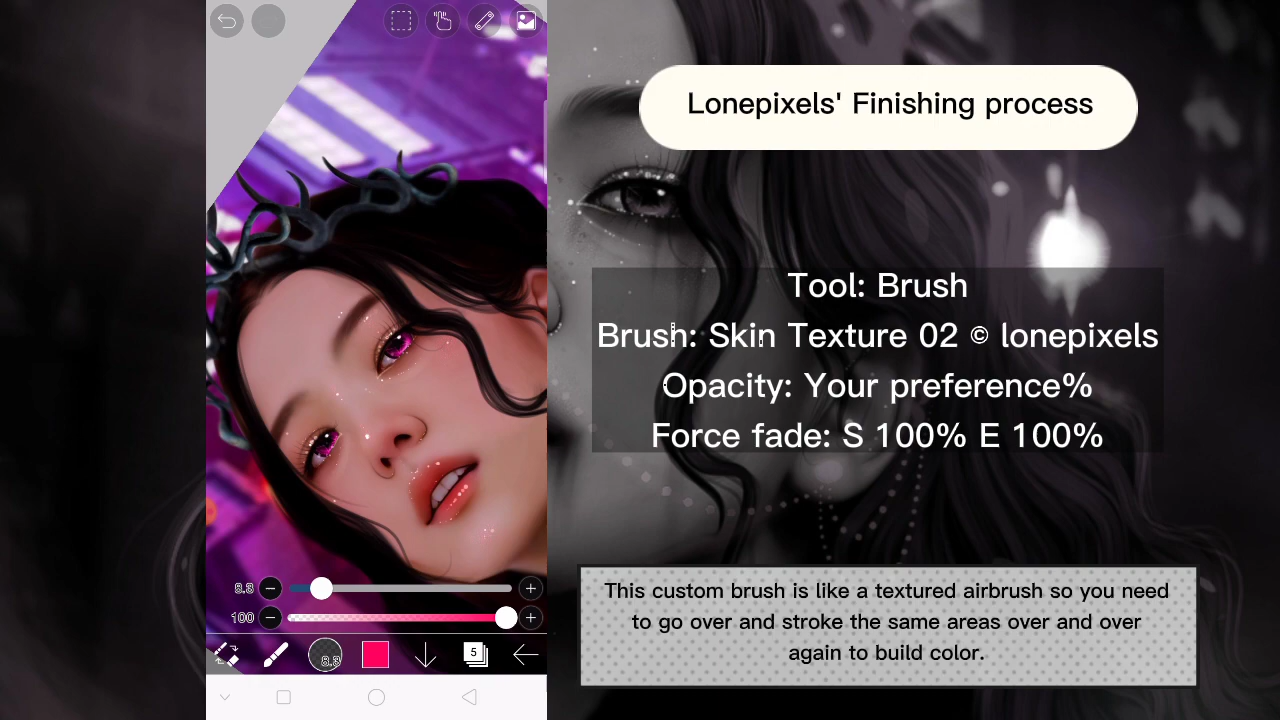 Lonepixels' Finishing process
Tool: Brush
Brush: Skin Texture 02 © lonepixels
Opacity: Your preference%
Force fade: S 100% E 100%
8.3
100
8.3
5
This custom brush is like a textured airbrush so you need
to go over and stroke the same areas over and over
again to build color.